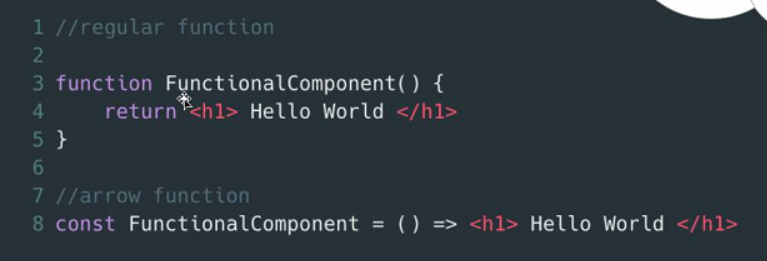 1 //regular function
2
3 function FunctionalComponent() {
4     return <h1> Hello World </h1>
5 }
6
7 //arrow function
8 const FunctionalComponent = () => <h1> Hello World </h1>